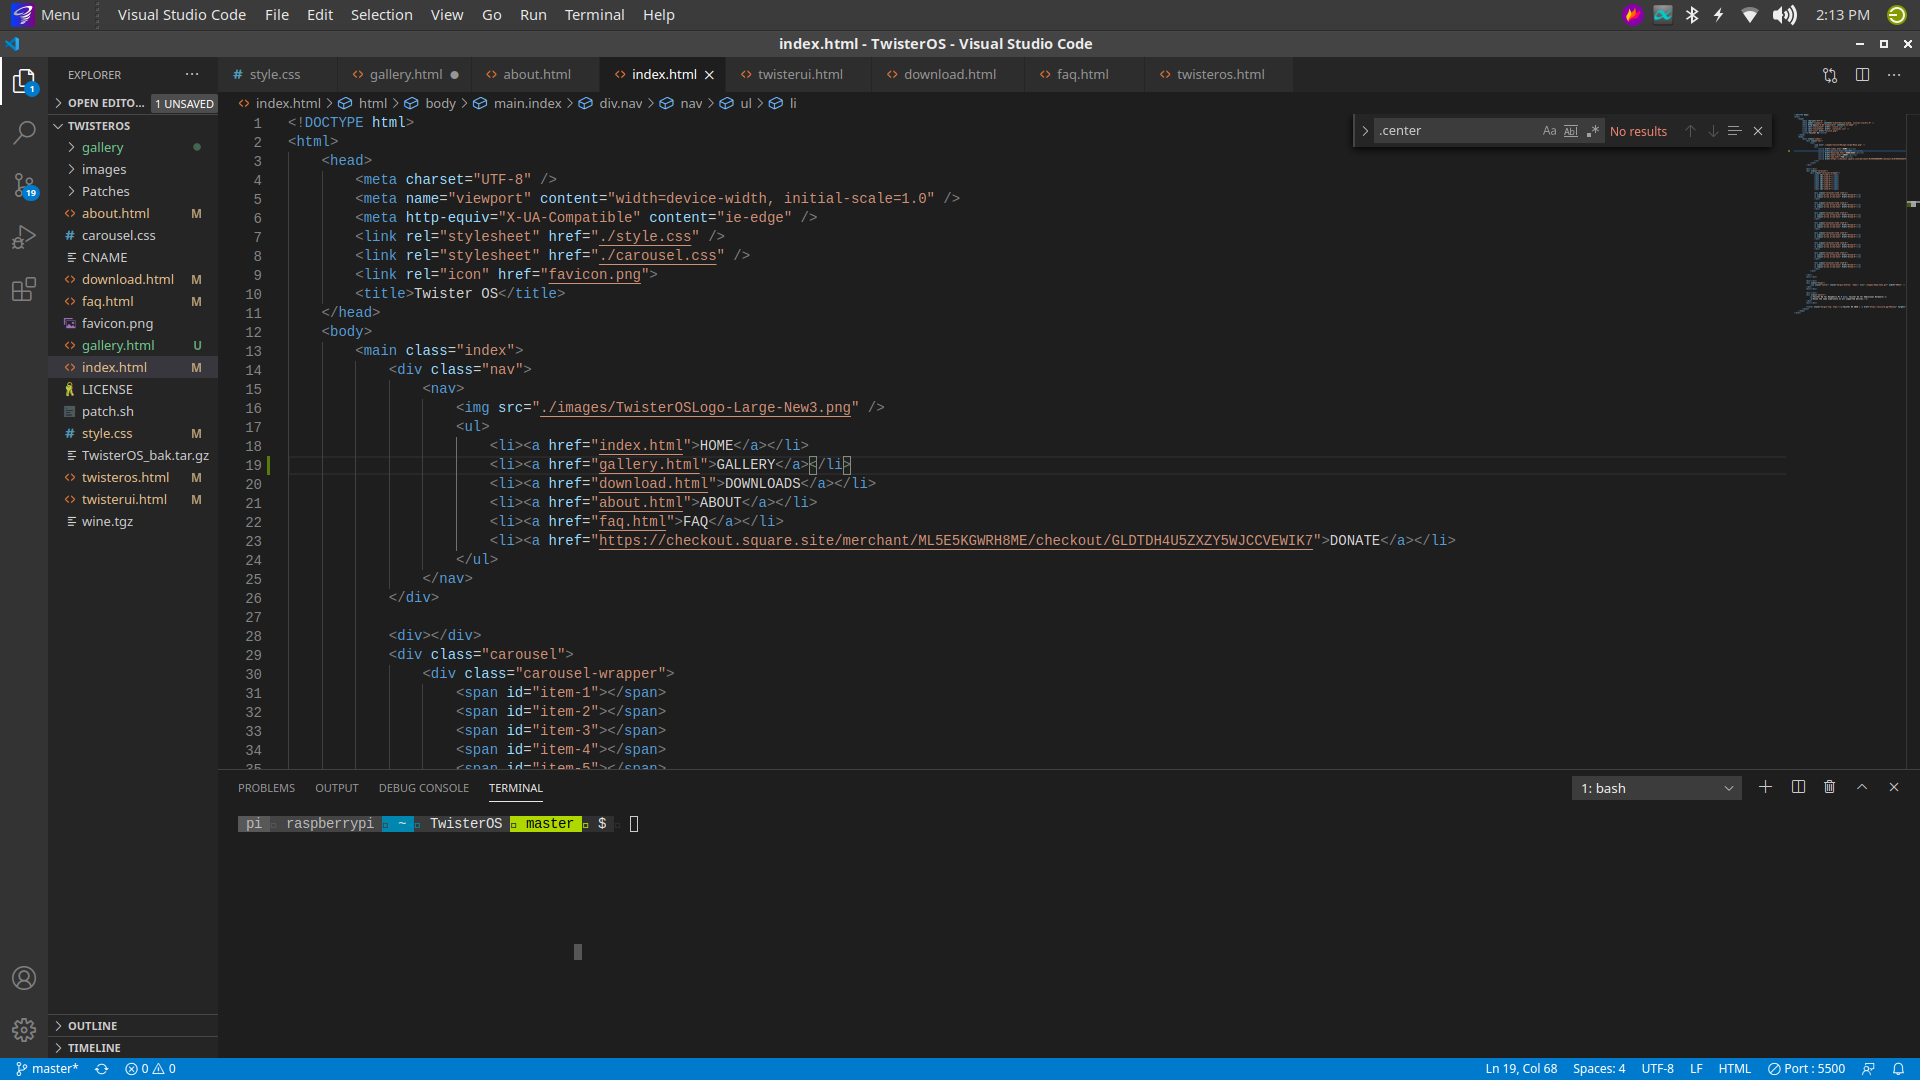 Menu Visual Studio Code File Edit Selection View Go Run Terminal Help 2:13 PM
index.html - TwisterOS - Visual Studio Code
EXPLORER ···
# style.css
<> gallery.html ●
<> about.html
<> index.html ×
<> twisterui.html
<> download.html
<> faq.html
<> twisteros.html
OPEN EDITO... 1 UNSAVED
index.html > html > body > main.index > div.nav > nav > ul > li
TWISTEROS
gallery
images
Patches
about.html M
# carousel.css
CNAME
download.html M
faq.html M
favicon.png
gallery.html U
index.html M
LICENSE
patch.sh
# style.css M
TwisterOS_bak.tar.gz
twisteros.html M
twisterui.html M
wine.tgz
OUTLINE
TIMELINE
1
19
.center Aa Abl .* No results
1 <!DOCTYPE html>
2 <html>
3 <head>
4 <meta charset="UTF-8" />
5 <meta name="viewport" content="width=device-width, initial-scale=1.0" />
6 <meta http-equiv="X-UA-Compatible" content="ie-edge" />
7 <link rel="stylesheet" href="./style.css" />
8 <link rel="stylesheet" href="./carousel.css" />
9 <link rel="icon" href="favicon.png">
10 <title>Twister OS</title>
11 </head>
12 <body>
13 <main class="index">
14 <div class="nav">
15 <nav>
16 <img src="./images/TwisterOSLogo-Large-New3.png" />
17 <ul>
18 <li><a href="index.html">HOME</a></li>
19 <li><a href="gallery.html">GALLERY</a></li>
20 <li><a href="download.html">DOWNLOADS</a></li>
21 <li><a href="about.html">ABOUT</a></li>
22 <li><a href="faq.html">FAQ</a></li>
23 <li><a href="https://checkout.square.site/merchant/ML5E5KGWRH8ME/checkout/GLDTDH4U5ZXZY5WJCCVEWIK7">DONATE</a></li>
24 </ul>
25 </nav>
26 </div>
27
28 <div></div>
29 <div class="carousel">
30 <div class="carousel-wrapper">
31 <span id="item-1"></span>
32 <span id="item-2"></span>
33 <span id="item-3"></span>
34 <span id="item-4"></span>
35 <span id="item-5"></span>
PROBLEMS OUTPUT DEBUG CONSOLE TERMINAL 1: bash
pi raspberrypi ~ TwisterOS master $
master* 0 0 Ln 19, Col 68 Spaces: 4 UTF-8 LF HTML Port : 5500